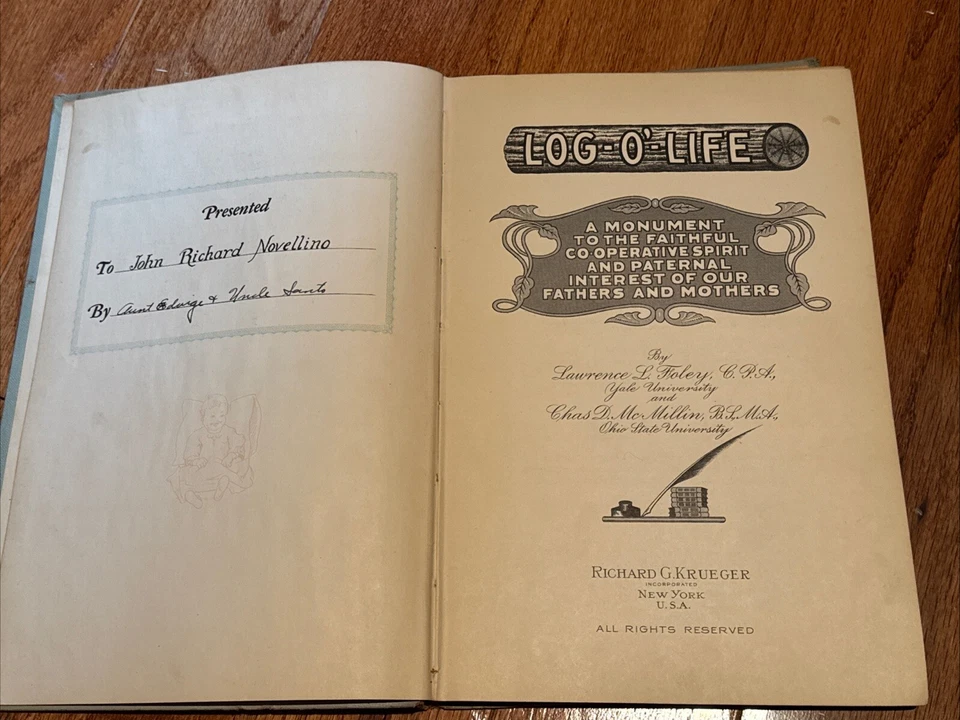 Presented
To John Richard Novellino
By Aunt Edwige & Uncle Santo
LOG-O'-LIFE
A MONUMENT
TO THE FAITHFUL
CO-OPERATIVE SPIRIT
AND PATERNAL
INTEREST OF OUR
FATHERS AND MOTHERS
By
Lawrence L. Foley, C.P.A.,
Yale University
and
Chas D. McMillin, B.S., M.A.,
Ohio State University
RICHARD G. KRUEGER
INCORPORATED
NEW YORK
U.S.A.
ALL RIGHTS RESERVED